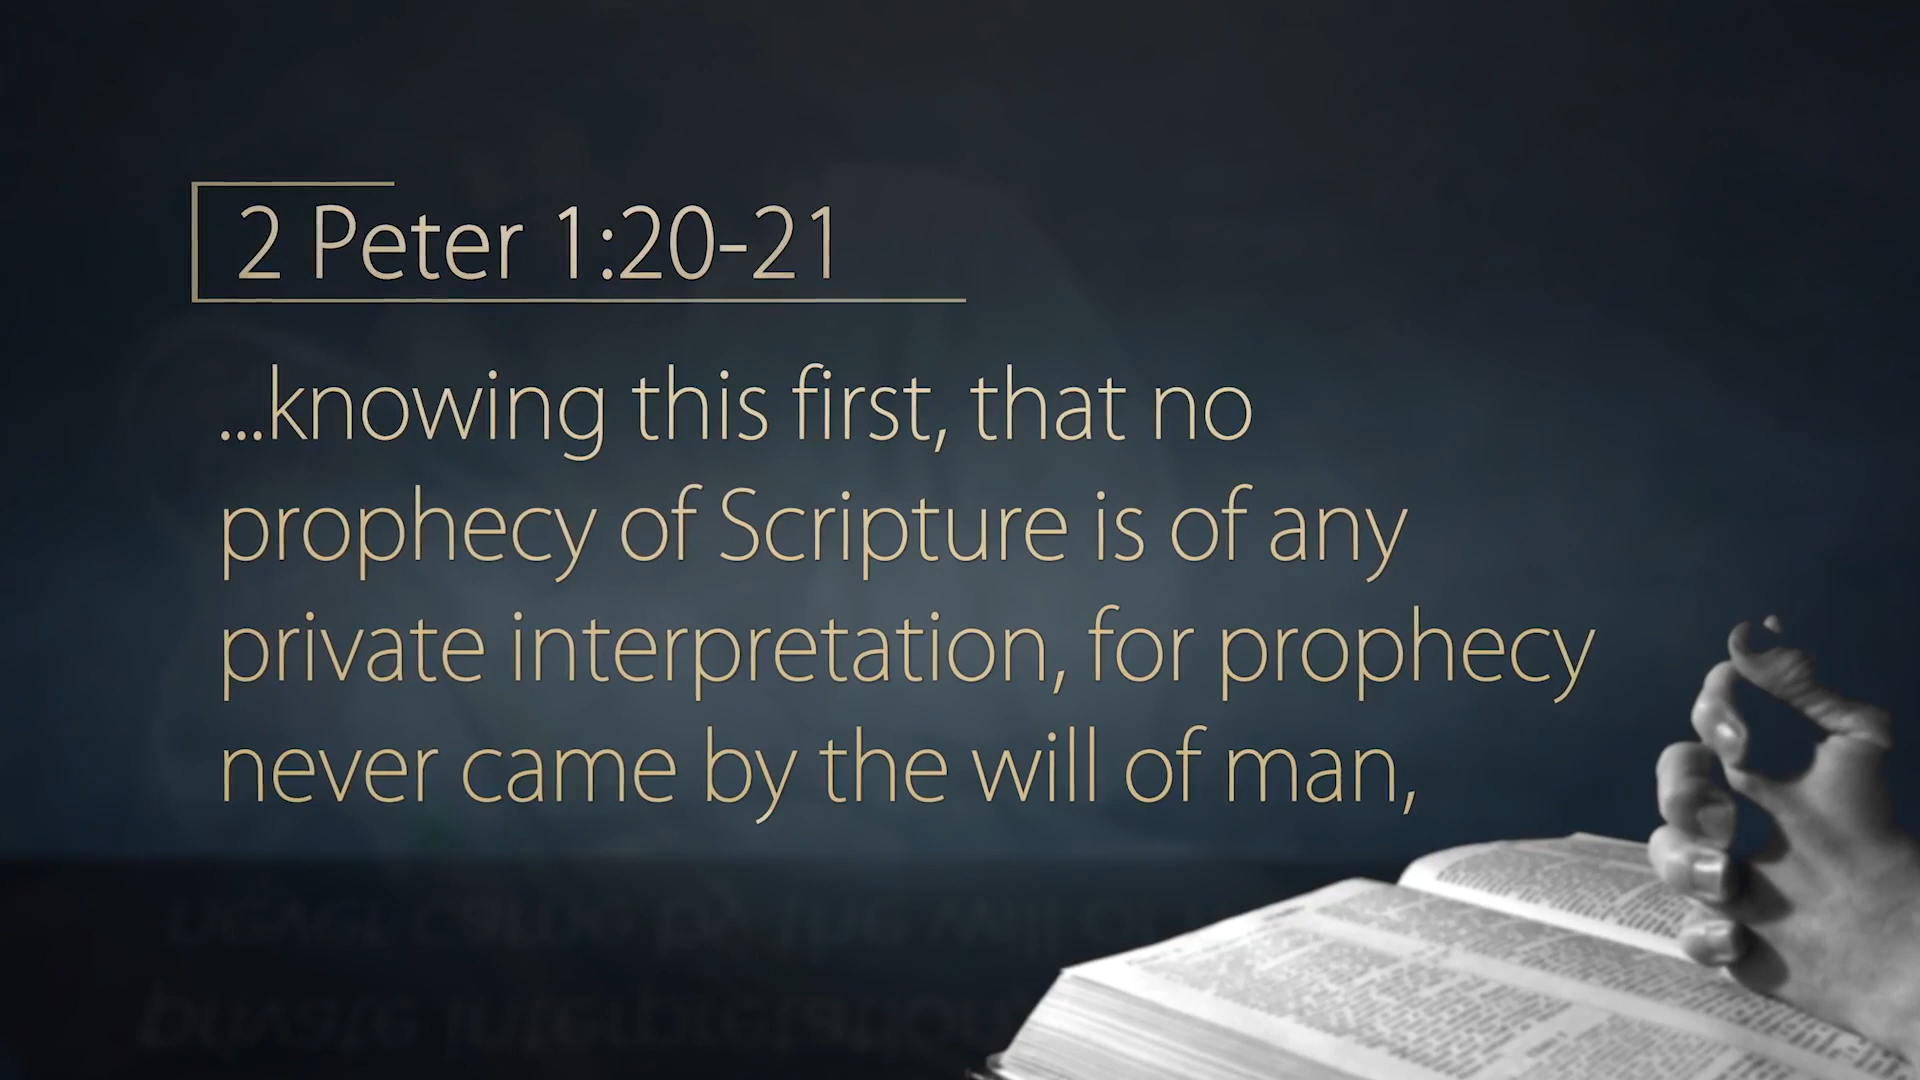 2 Peter 1:20-21
...knowing this first, that no
prophecy of Scripture is of any
private interpretation, for prophecy
never came by the will of man,